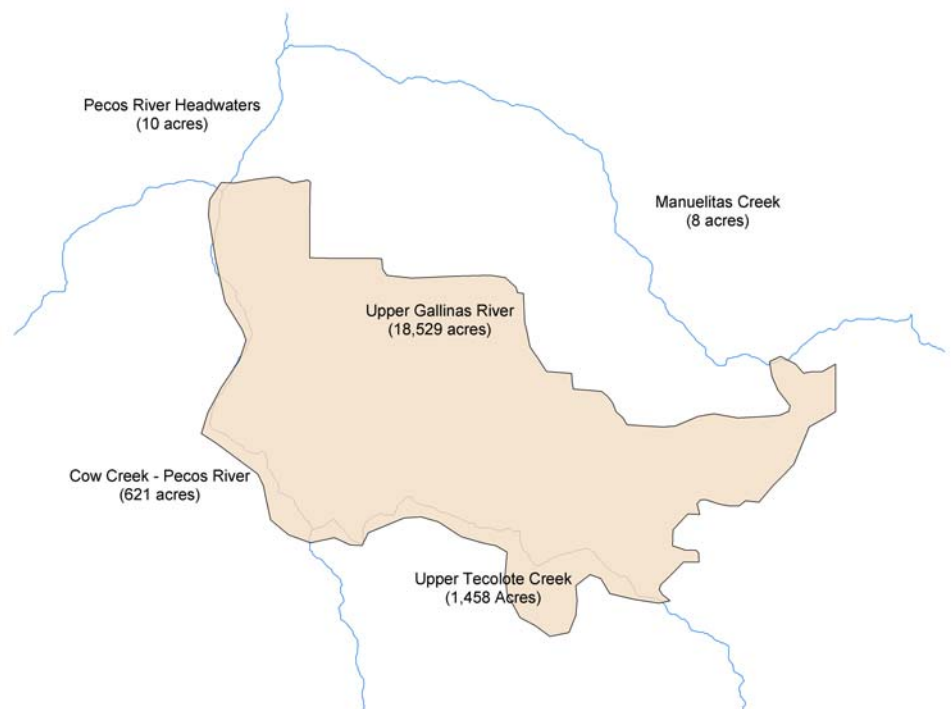 Pecos River Headwaters
(10 acres)
Manuelitas Creek
(8 acres)
Upper Gallinas River
(18,529 acres)
Cow Creek - Pecos River
(621 acres)
Upper Tecolote Creek
(1,458 Acres)